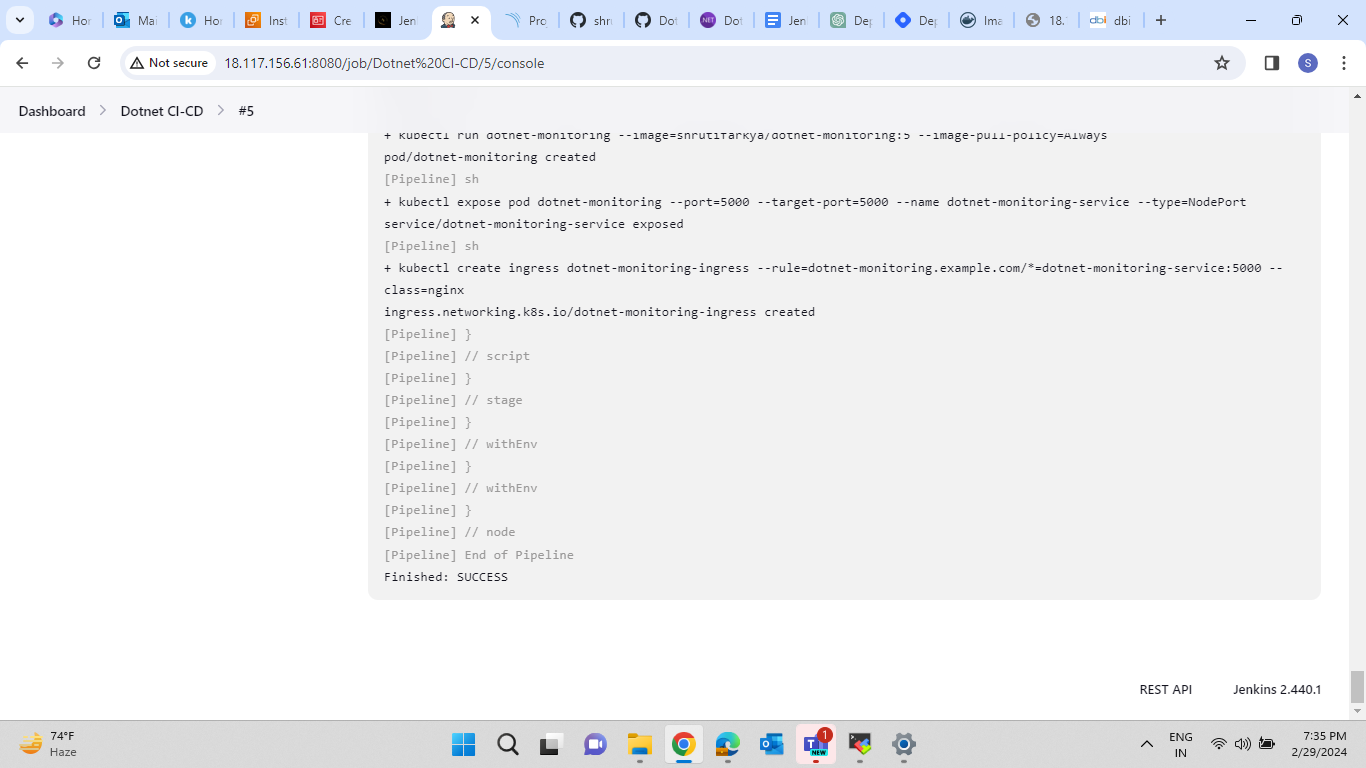 Hor
Mai
Hor
Inst
Cre
Jen
Pro
shri
Dot
NET
Dot
Jen
Dep
Dep
Ima
18.
dbi
dbi
Not secure
18.117.156.61:8080/job/Dotnet%20CI-CD/5/console
S
Dashboard
Dotnet CI-CD
#5
+ kubectl run dotnet-monitoring --image=shrutifarkya/dotnet-monitoring:5 --image-pull-policy=Always
pod/dotnet-monitoring created
[Pipeline] sh
+ kubectl expose pod dotnet-monitoring --port=5000 --target-port=5000 --name dotnet-monitoring-service --type=NodePort
service/dotnet-monitoring-service exposed
[Pipeline] sh
+ kubectl create ingress dotnet-monitoring-ingress --rule=dotnet-monitoring.example.com/*=dotnet-monitoring-service:5000 --
class=nginx
ingress.networking.k8s.io/dotnet-monitoring-ingress created
[Pipeline] }
[Pipeline] // script
[Pipeline] }
[Pipeline] // stage
[Pipeline] }
[Pipeline] // withEnv
[Pipeline] }
[Pipeline] // withEnv
[Pipeline] }
[Pipeline] // node
[Pipeline] End of Pipeline
Finished: SUCCESS
REST API
Jenkins 2.440.1
74°F
Haze
1
NEW
ENG
IN
7:35 PM
2/29/2024